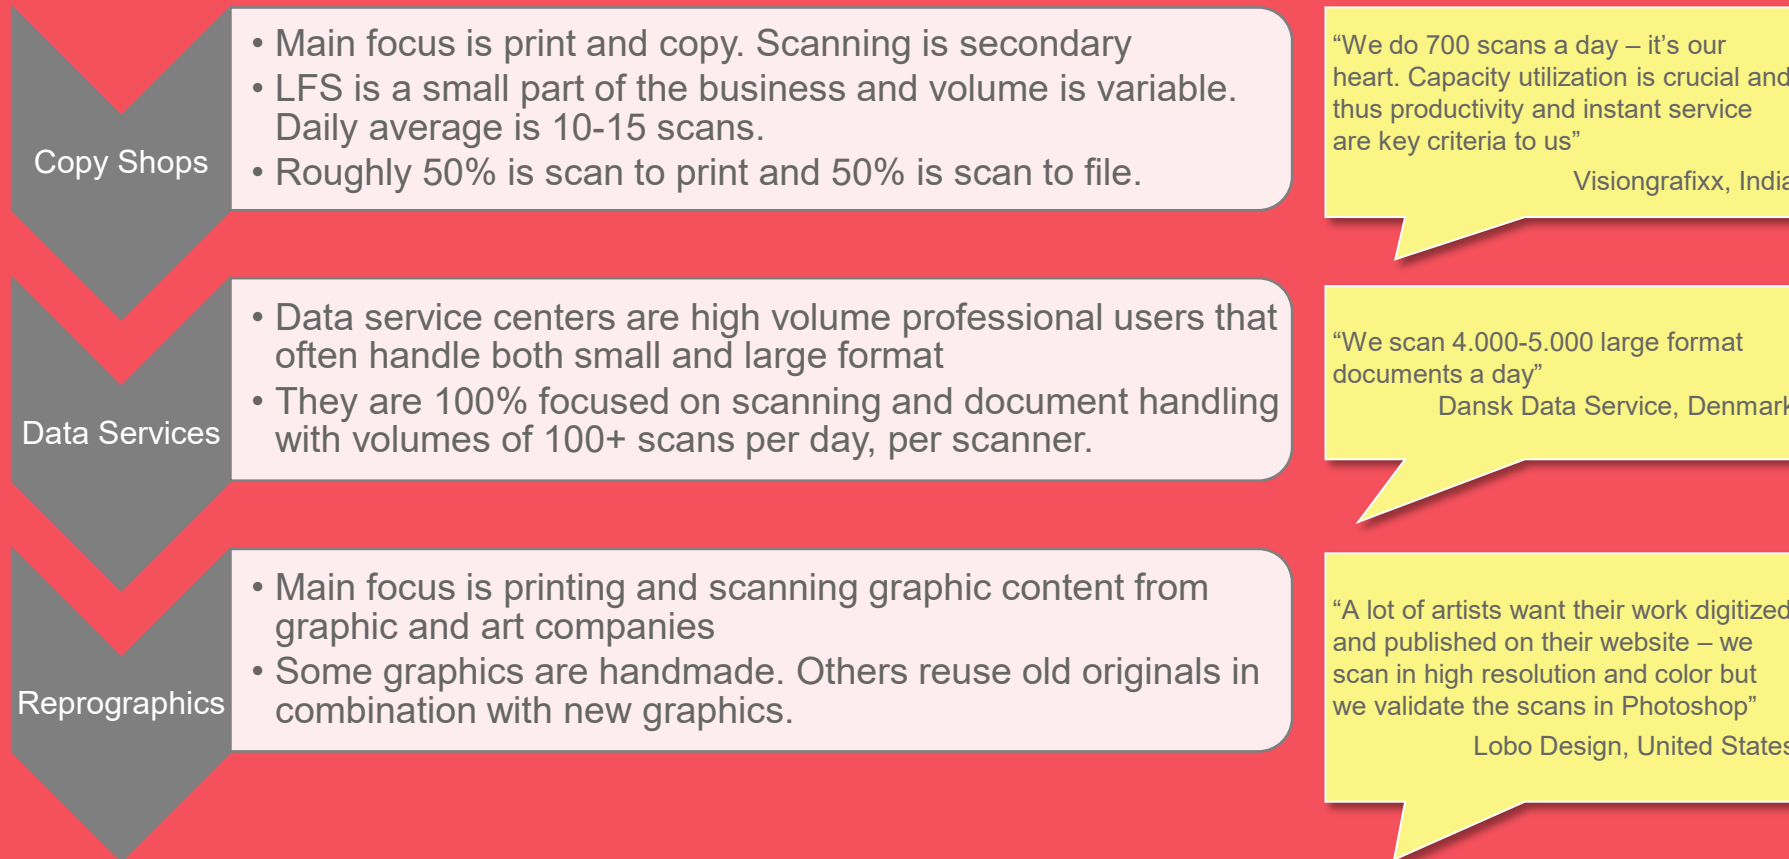 Copy Shops
• Main focus is print and copy. Scanning is secondary
• LFS is a small part of the business and volume is variable.
Daily average is 10-15 scans.
• Roughly 50% is scan to print and 50% is scan to file.
“We do 700 scans a day – it’s our
heart. Capacity utilization is crucial and
thus productivity and instant service
are key criteria to us”
Visiongrafixx, India
Data Services
• Data service centers are high volume professional users that
often handle both small and large format
• They are 100% focused on scanning and document handling
with volumes of 100+ scans per day, per scanner.
“We scan 4.000-5.000 large format
documents a day”
Dansk Data Service, Denmark
Reprographics
• Main focus is printing and scanning graphic content from
graphic and art companies
• Some graphics are handmade. Others reuse old originals in
combination with new graphics.
“A lot of artists want their work digitized
and published on their website – we
scan in high resolution and color but
we validate the scans in Photoshop”
Lobo Design, United States